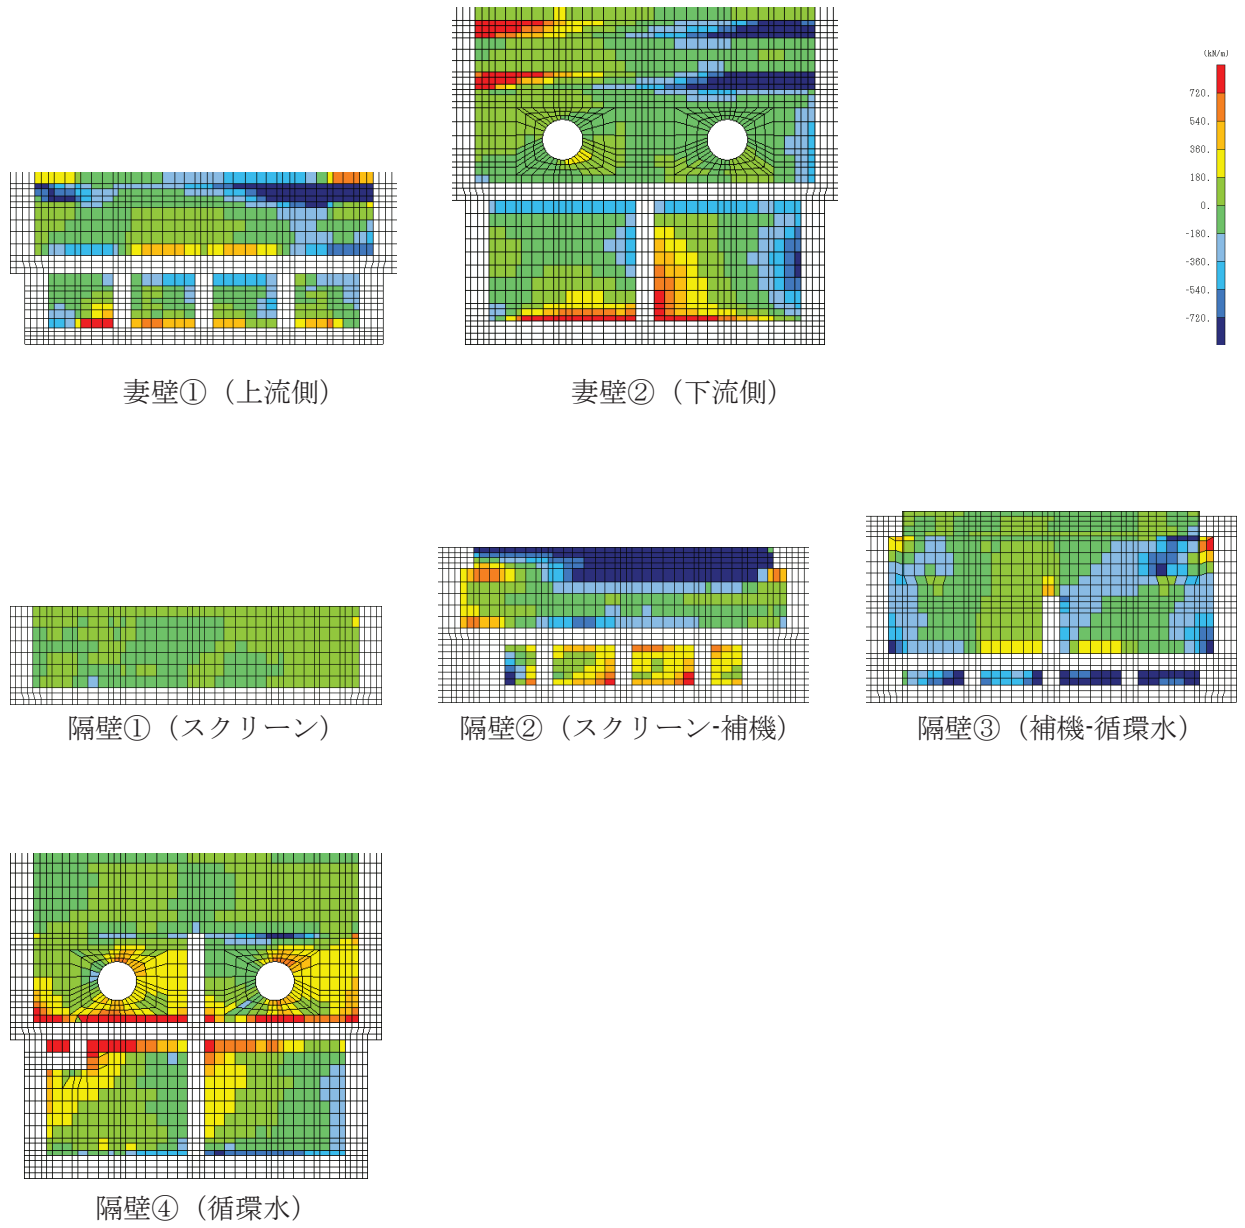 (kN/m)
720.
540.
360.
180.
0.
-180.
-360.
-540.
-720.
妻壁①（上流側）
妻壁②（下流側）
隔壁①（スクリーン）
隔壁②（スクリーン-補機）
隔壁③（補機-循環水）
隔壁④（循環水）